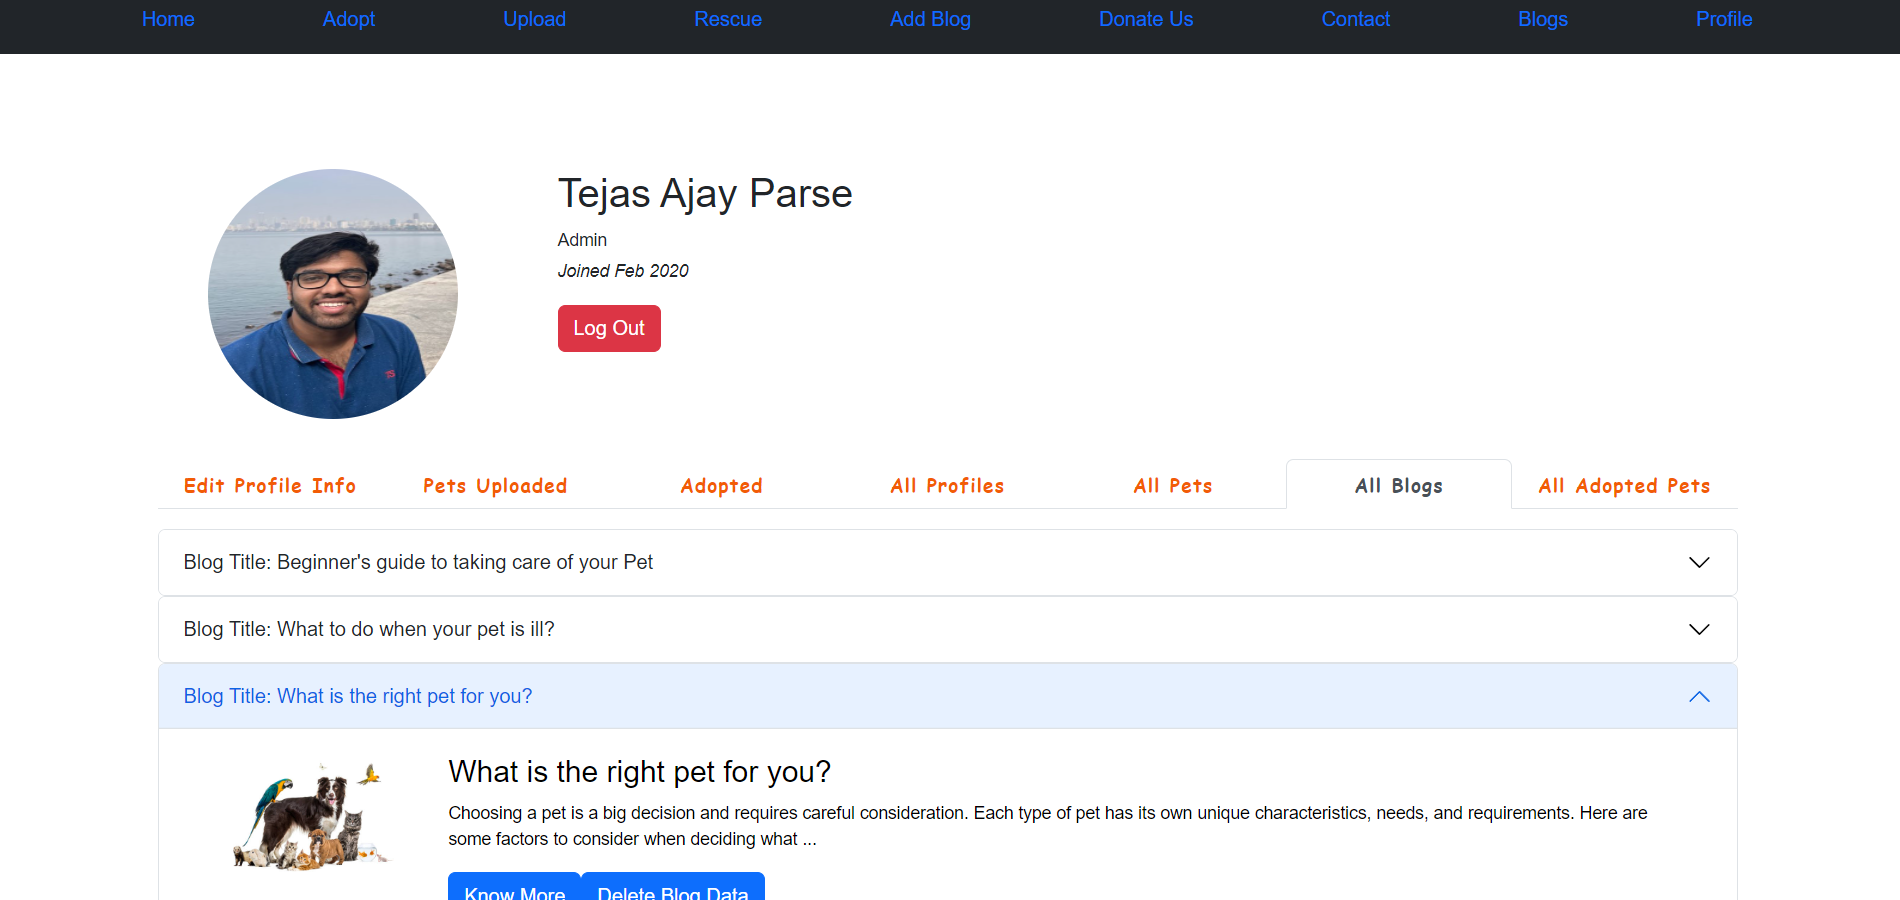 Home Adopt Upload Rescue Add Blog Donate Us Contact Blogs Profile
Tejas Ajay Parse
Admin
Joined Feb 2020
Log Out
Edit Profile Info Pets Uploaded Adopted All Profiles All Pets All Blogs All Adopted Pets
Blog Title: Beginner's guide to taking care of your Pet
Blog Title: What to do when your pet is ill?
Blog Title: What is the right pet for you?
What is the right pet for you?
Choosing a pet is a big decision and requires careful consideration. Each type of pet has its own unique characteristics, needs, and requirements. Here are
some factors to consider when deciding what ...
Know More Delete Blog Data